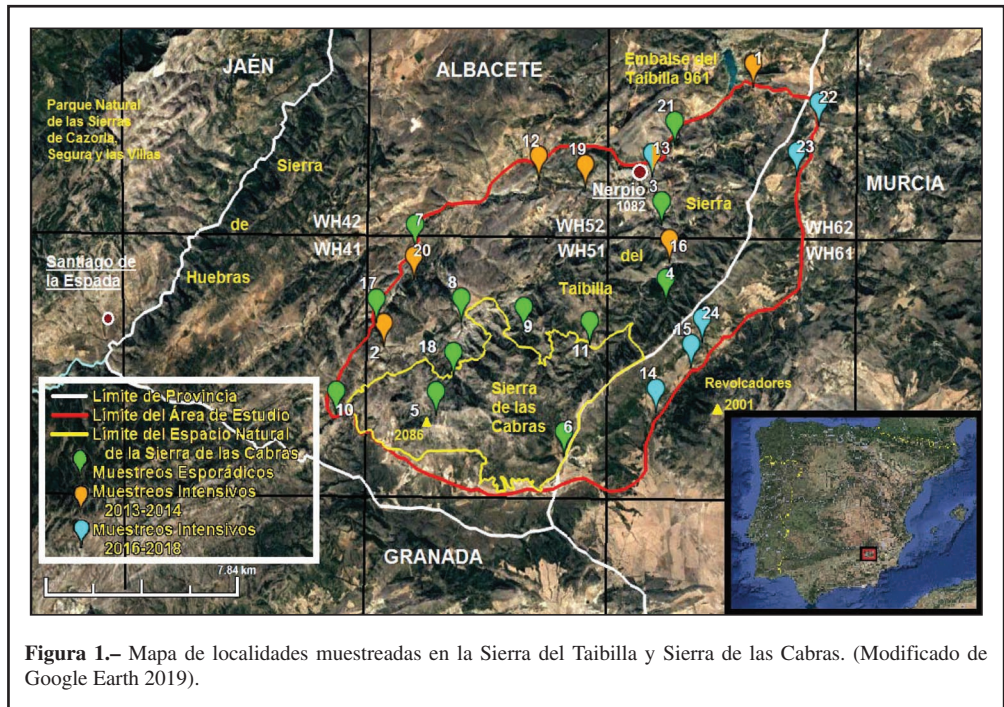 JAÉN
ALBACETE
Embalse del
Taibilla 961
1
Parque Natural
de las Sierras
de Cazorla,
Segura y las Villas
21
22
Sierra
12
19
13
23
MURCIA
Nerpio
1082
3
Sierra
de
7
WH42
WH52
WH62
WH41
WH51
WH61
20
16
del
Santiago de
la Espada
Huebras
17
8
4
Taibilla
9
11
24
2
15
18
14
Revolcadores
2001
10
5
2086
Sierra
de las
Cabras
6
Límite de Provincia
Límite del Área de Estudio
Límite del Espacio Natural
de la Sierra de las Cabras
Muestreos Esporádicos
Muestreos Intensivos
2013-2014
Muestreos Intensivos
2016-2018
7.84 km
GRANADA
Figura 1.– Mapa de localidades muestreadas en la Sierra del Taibilla y Sierra de las Cabras. (Modificado de
Google Earth 2019).